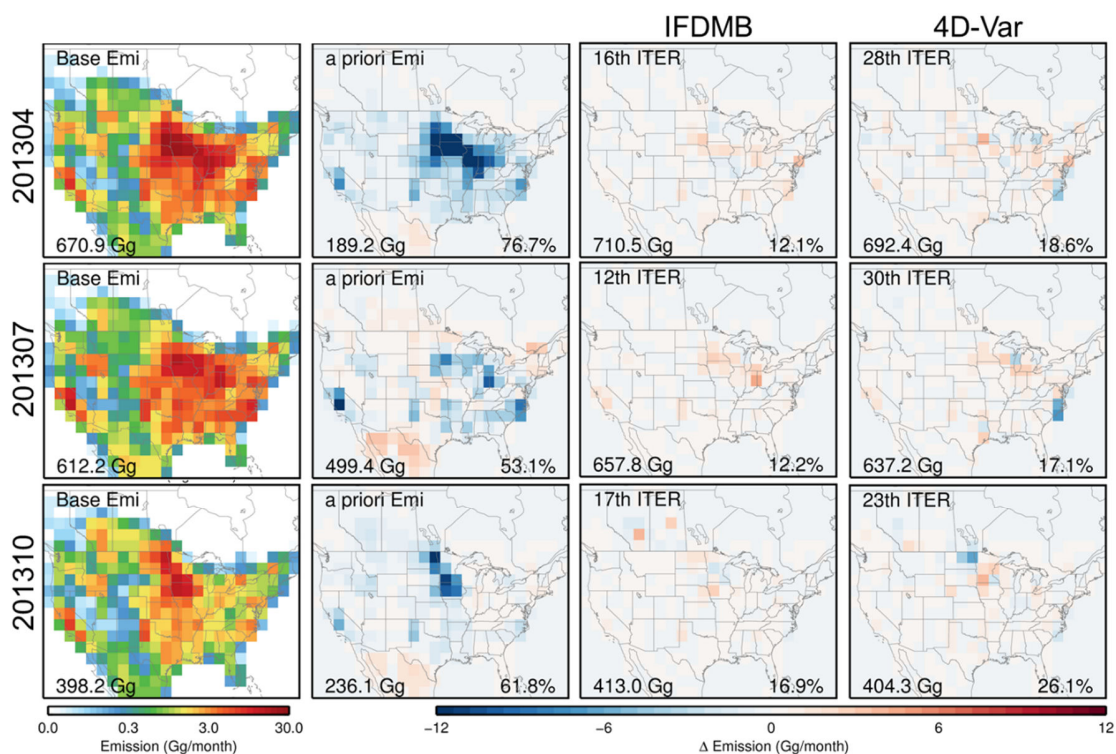 IFDMB
4D-Var
201304
Base Emi
670.9 Gg
a priori Emi
189.2 Gg
76.7%
16th ITER
710.5 Gg
12.1%
28th ITER
692.4 Gg
18.6%
201307
Base Emi
612.2 Gg
a priori Emi
499.4 Gg
53.1%
12th ITER
657.8 Gg
12.2%
30th ITER
637.2 Gg
17.1%
201310
Base Emi
398.2 Gg
a priori Emi
236.1 Gg
61.8%
17th ITER
413.0 Gg
16.9%
23th ITER
404.3 Gg
26.1%
0.0 0.3 3.0 30.0
Emission (Gg/month)
−12 −6 0 6 12
Δ Emission (Gg/month)